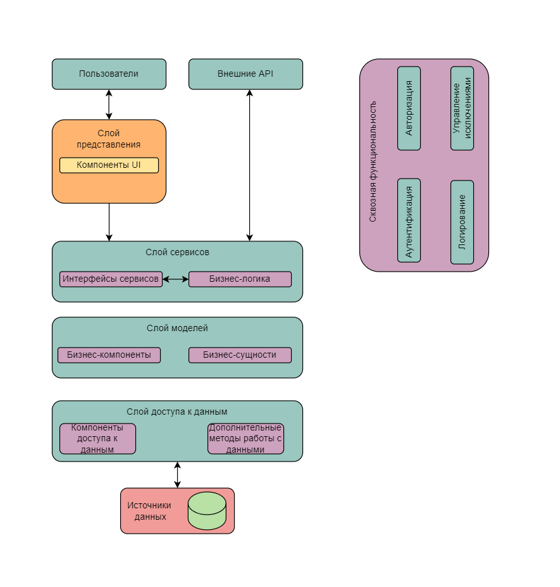 Пользователи
Внешние API
Слой
представления
Компоненты UI
Слой сервисов
Интерфейсы сервисов
Бизнес-логика
Слой моделей
Бизнес-компоненты
Бизнес-сущности
Слой доступа к данным
Компоненты
доступа к
данным
Дополнительные
методы работы с
данными
Источники
данных
Сквозная функциональность
Авторизация
Управление
исключениями
Аутентификация
Логирование